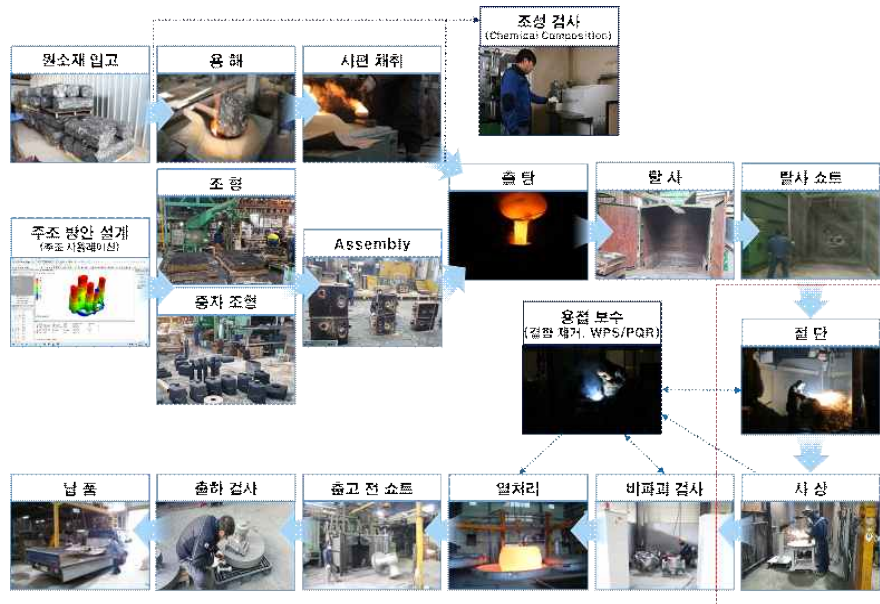 조성 검사
(Chemical Composition)
원소재 입고
용 해
시편 채취
조 형
출 탕
탈 사
탈사 쇼트
주조 방안 설계
(주조 시뮬레이션)
Assembly
중자 조형
용접 보수
(결함 제거, WPS/PQR)
절 단
납 품
출하 검사
출고 전 쇼트
열처리
비파괴 검사
사 상